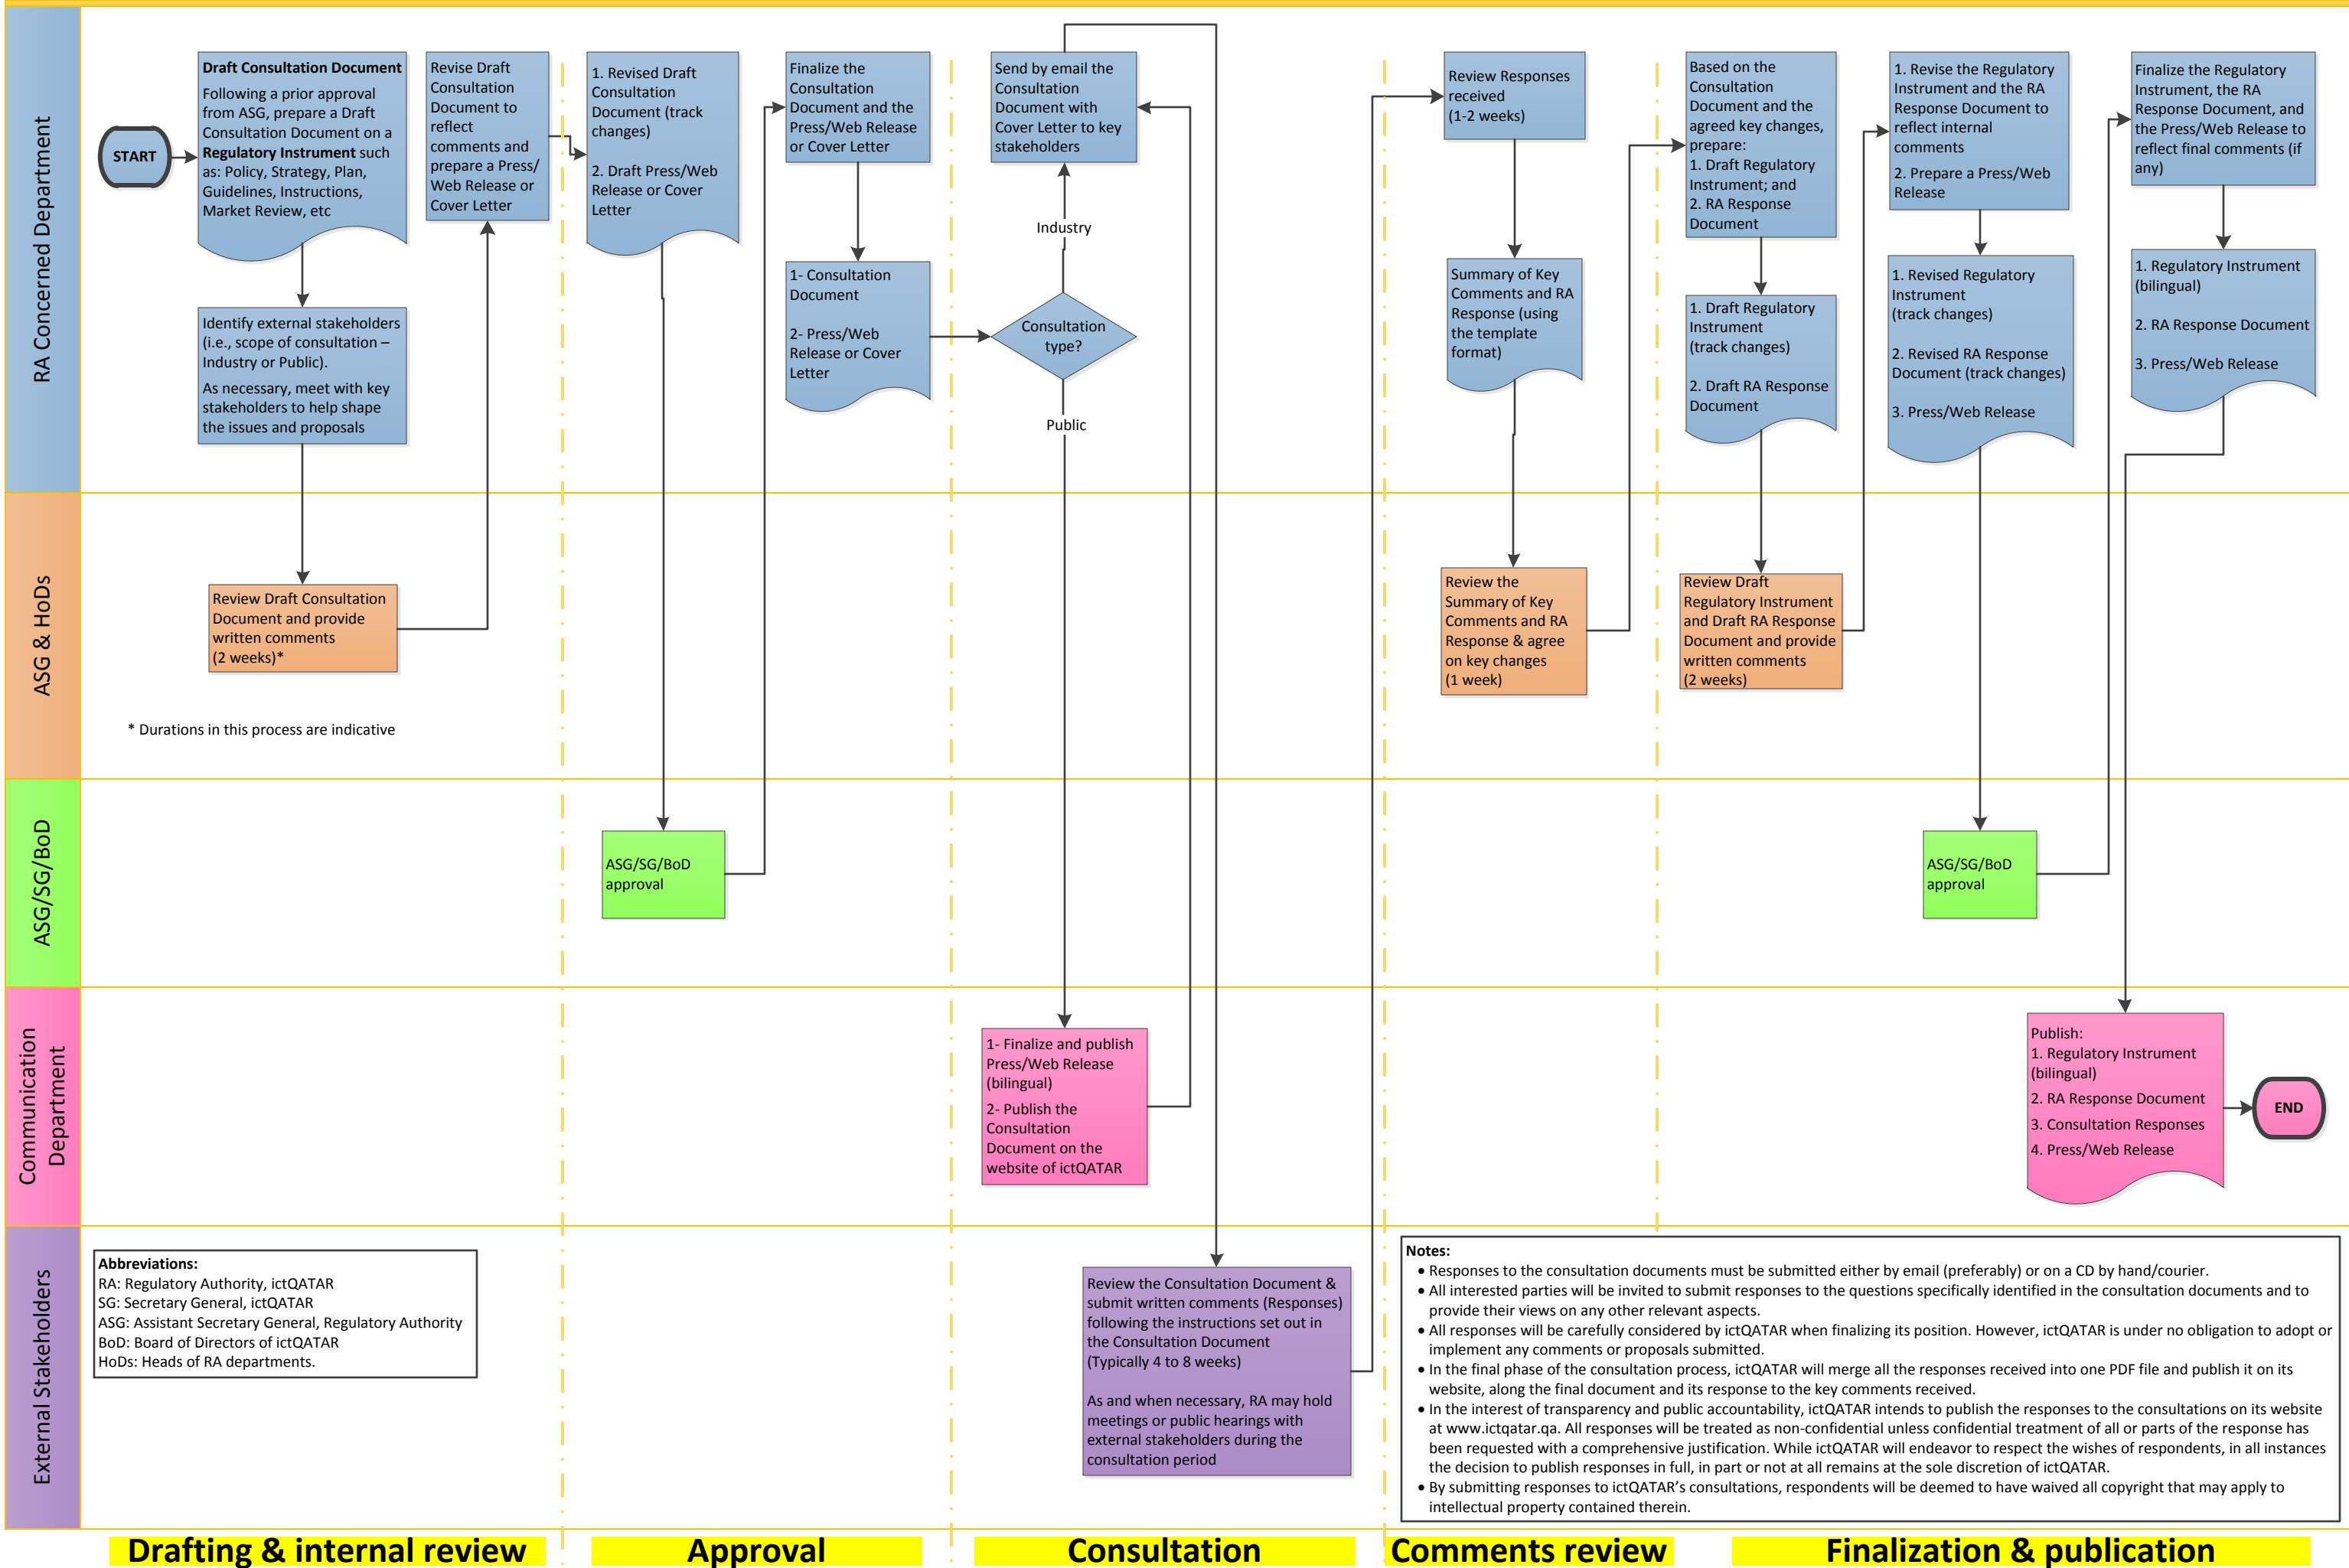 RA Concerned Department
START
Draft Consultation Document
Following a prior approval
from ASG, prepare a Draft
Consultation Document on a
Regulatory Instrument such
as: Policy, Strategy, Plan,
Guidelines, Instructions,
Market Review, etc
Identify external stakeholders
(i.e., scope of consultation –
Industry or Public).
As necessary, meet with key
stakeholders to help shape
the issues and proposals
Revise Draft
Consultation
Document to
reflect
comments and
prepare a Press/
Web Release or
Cover Letter
1. Revised Draft
Consultation
Document (track
changes)
2. Draft Press/Web
Release or Cover
Letter
Finalize the
Consultation
Document and the
Press/Web Release
or Cover Letter
1- Consultation
Document
2- Press/Web
Release or Cover
Letter
Send by email the
Consultation
Document with
Cover Letter to key
stakeholders
Industry
Consultation
type?
Public
Review Responses
received
(1-2 weeks)
Summary of Key
Comments and RA
Response (using
the template
format)
Based on the
Consultation
Document and the
agreed key changes,
prepare:
1. Draft Regulatory
Instrument; and
2. RA Response
Document
1. Draft Regulatory
Instrument
(track changes)
2. Draft RA Response
Document
1. Revise the Regulatory
Instrument and the RA
Response Document to
reflect internal
comments
2. Prepare a Press/Web
Release
1. Revised Regulatory
Instrument
(track changes)
2. Revised RA Response
Document (track changes)
3. Press/Web Release
Finalize the Regulatory
Instrument, the RA
Response Document, and
the Press/Web Release to
reflect final comments (if
any)
1. Regulatory Instrument
(bilingual)
2. RA Response Document
3. Press/Web Release
ASG & HoDs
Review Draft Consultation
Document and provide
written comments
(2 weeks)*
* Durations in this process are indicative
Review the
Summary of Key
Comments and RA
Response & agree
on key changes
(1 week)
Review Draft
Regulatory Instrument
and Draft RA Response
Document and provide
written comments
(2 weeks)
ASG/SG/BoD
ASG/SG/BoD
approval
ASG/SG/BoD
approval
Communication
Department
1- Finalize and publish
Press/Web Release
(bilingual)
2- Publish the
Consultation
Document on the
website of ictQATAR
Publish:
1. Regulatory Instrument
(bilingual)
2. RA Response Document
3. Consultation Responses
4. Press/Web Release
END
External Stakeholders
Abbreviations:
RA: Regulatory Authority, ictQATAR
SG: Secretary General, ictQATAR
ASG: Assistant Secretary General, Regulatory Authority
BoD: Board of Directors of ictQATAR
HoDs: Heads of RA departments.
Review the Consultation Document &
submit written comments (Responses)
following the instructions set out in
the Consultation Document
(Typically 4 to 8 weeks)
As and when necessary, RA may hold
meetings or public hearings with
external stakeholders during the
consultation period
Notes:
• Responses to the consultation documents must be submitted either by email (preferably) or on a CD by hand/courier.
• All interested parties will be invited to submit responses to the questions specifically identified in the consultation documents and to
provide their views on any other relevant aspects.
• All responses will be carefully considered by ictQATAR when finalizing its position. However, ictQATAR is under no obligation to adopt or
implement any comments or proposals submitted.
• In the final phase of the consultation process, ictQATAR will merge all the responses received into one PDF file and publish it on its
website, along the final document and its response to the key comments received.
• In the interest of transparency and public accountability, ictQATAR intends to publish the responses to the consultations on its website
at www.ictqatar.qa. All responses will be treated as non-confidential unless confidential treatment of all or parts of the response has
been requested with a comprehensive justification. While ictQATAR will endeavor to respect the wishes of respondents, in all instances
the decision to publish responses in full, in part or not at all remains at the sole discretion of ictQATAR.
• By submitting responses to ictQATAR’s consultations, respondents will be deemed to have waived all copyright that may apply to
intellectual property contained therein.
Drafting & internal review
Approval
Consultation
Comments review
Finalization & publication